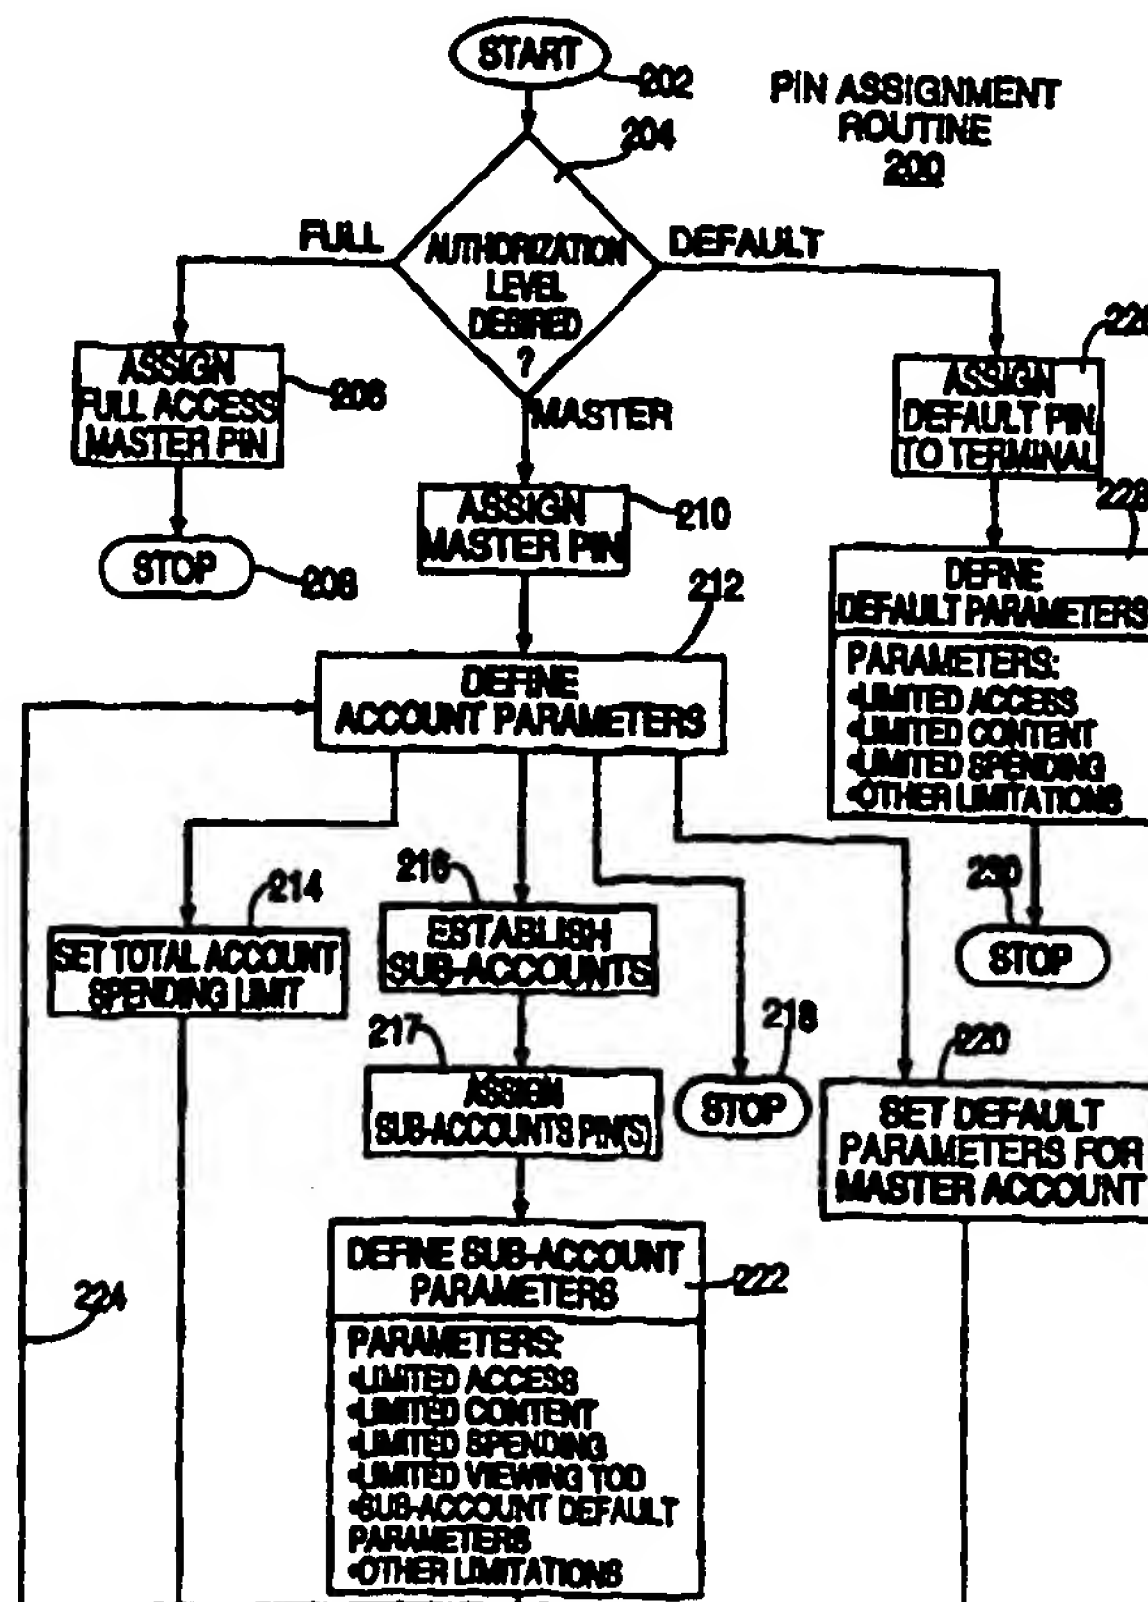 START
202
PIN ASSIGNMENT
ROUTINE
200
204
FULL
DEFAULT
AUTHORIZATION
LEVEL
DESIRED
?
MASTER
ASSIGN
FULL ACCESS
MASTER PIN
206
STOP
208
ASSIGN
MASTER PIN
210
ASSIGN
DEFAULT PIN
TO TERMINAL
228
DEFINE
DEFAULT PARAMETERS
PARAMETERS:
•LIMITED ACCESS
•LIMITED CONTENT
•LIMITED SPENDING
•OTHER LIMITATIONS
230
STOP
212
DEFINE
ACCOUNT PARAMETERS
214
SET TOTAL ACCOUNT
SPENDING LIMIT
216
ESTABLISH
SUB-ACCOUNTS
217
ASSIGN
SUB-ACCOUNTS PIN(S)
218
STOP
220
SET DEFAULT
PARAMETERS FOR
MASTER ACCOUNT
DEFINE SUB-ACCOUNT
PARAMETERS
222
PARAMETERS:
•LIMITED ACCESS
•LIMITED CONTENT
•LIMITED SPENDING
•LIMITED VIEWING TOD
•SUB-ACCOUNT DEFAULT
PARAMETERS
•OTHER LIMITATIONS
224